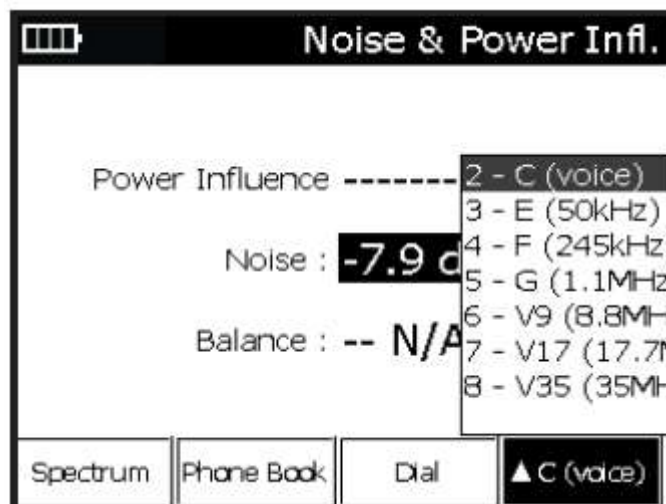 Noise & Power Infl.
Power Influence -------
2 - C (voice)
3 - E (50kHz)
4 - F (245kHz
5 - G (1.1MHz
6 - V9 (8.8MH
7 - V17 (17.7M
8 - V35 (35MH
Noise : -7.9 d
Balance : -- N/A
Spectrum Phone Book Dial ▲ C (voice)